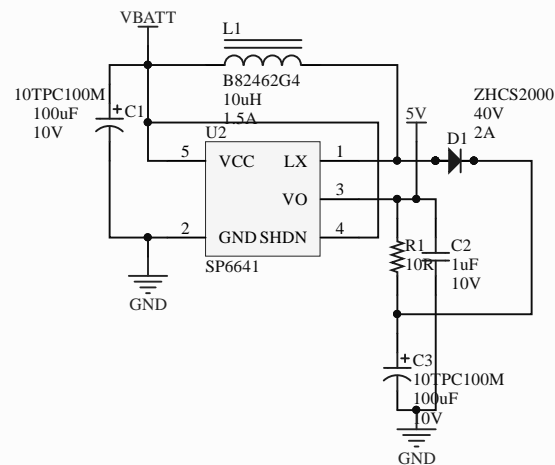 VBATT
L1
B82462G4
10uH
1.5A
10TPC100M
100uF
10V
C1
ZHCS2000
40V
2A
D1
5V
U2
5 VCC LX 1
VO 3
2 GND SHDN 4
SP6641
GND
R1
10R
C2
1uF
10V
C3
10TPC100M
100uF
10V
GND